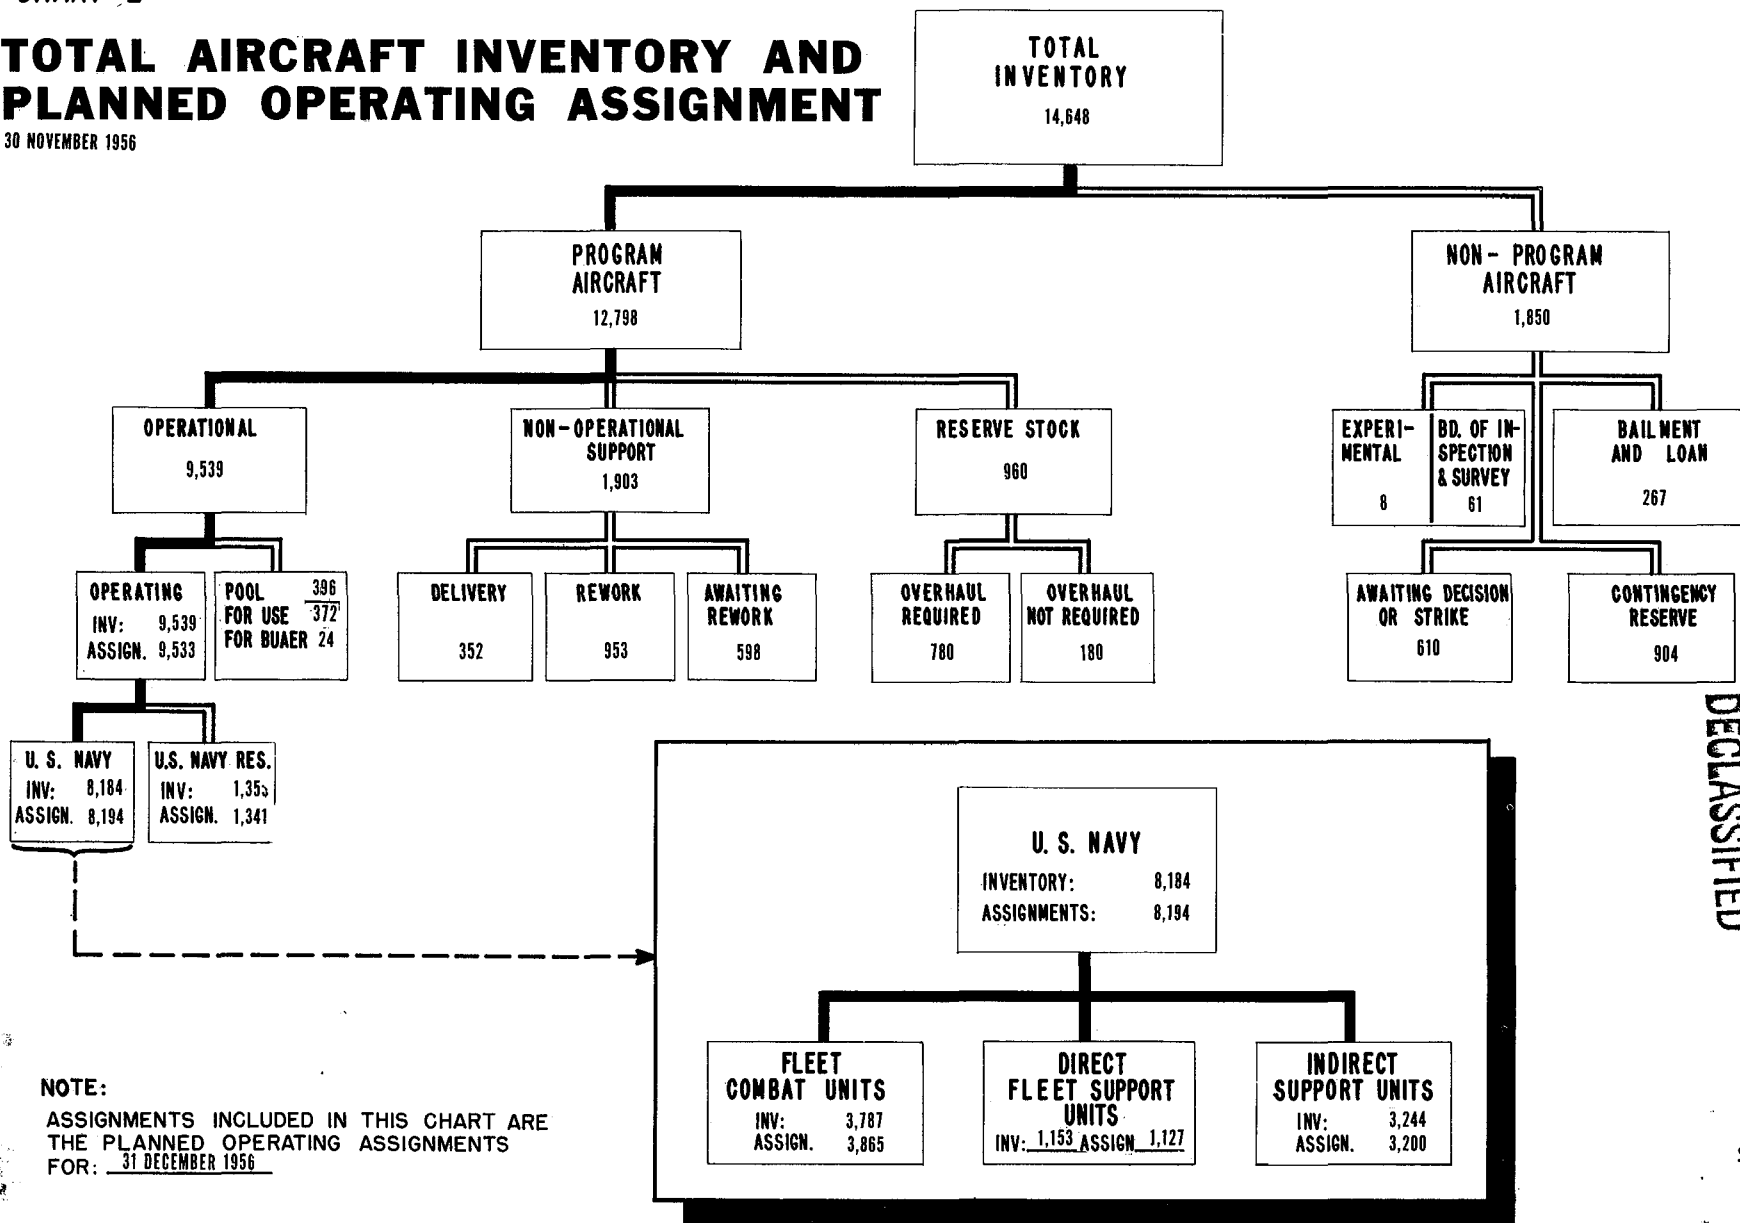 TOTAL AIRCRAFT INVENTORY AND
PLANNED OPERATING ASSIGNMENT
30 NOVEMBER 1956
TOTAL
INVENTORY
14,648
PROGRAM
AIRCRAFT
12,798
NON- PROGRAM
AIRCRAFT
1,850
OPERATIONAL
9,539
NON-OPERATIONAL
SUPPORT
1,903
RESERVE STOCK
960
EXPERI-
MENTAL
8
BD. OF IN-
SPECTION
& SURVEY
61
BAILMENT
AND LOAN
267
OPERATING
INV: 9,539
ASSIGN. 9,533
POOL 396
FOR USE 372
FOR BUAER 24
DELIVERY
352
REWORK
953
AWAITING
REWORK
598
OVERHAUL
REQUIRED
780
OVERHAUL
NOT REQUIRED
180
AWAITING DECISION
OR STRIKE
610
CONTINGENCY
RESERVE
904
U. S. NAVY
INV: 8,184
ASSIGN. 8,194
U.S. NAVY RES.
INV:
ASSIGN. 1,341
DECLASSIFIED
U. S. NAVY
INVENTORY: 8,184
ASSIGNMENTS: 8,194
FLEET
COMBAT UNITS
INV: 3,787
ASSIGN. 3,865
DIRECT
FLEET SUPPORT
UNITS
INV: 1,153 ASSIGN 1,127
INDIRECT
SUPPORT UNITS
INV: 3,244
ASSIGN. 3,200
NOTE:
ASSIGNMENTS INCLUDED IN THIS CHART ARE
THE PLANNED OPERATING ASSIGNMENTS
FOR: 31 DECEMBER 1956